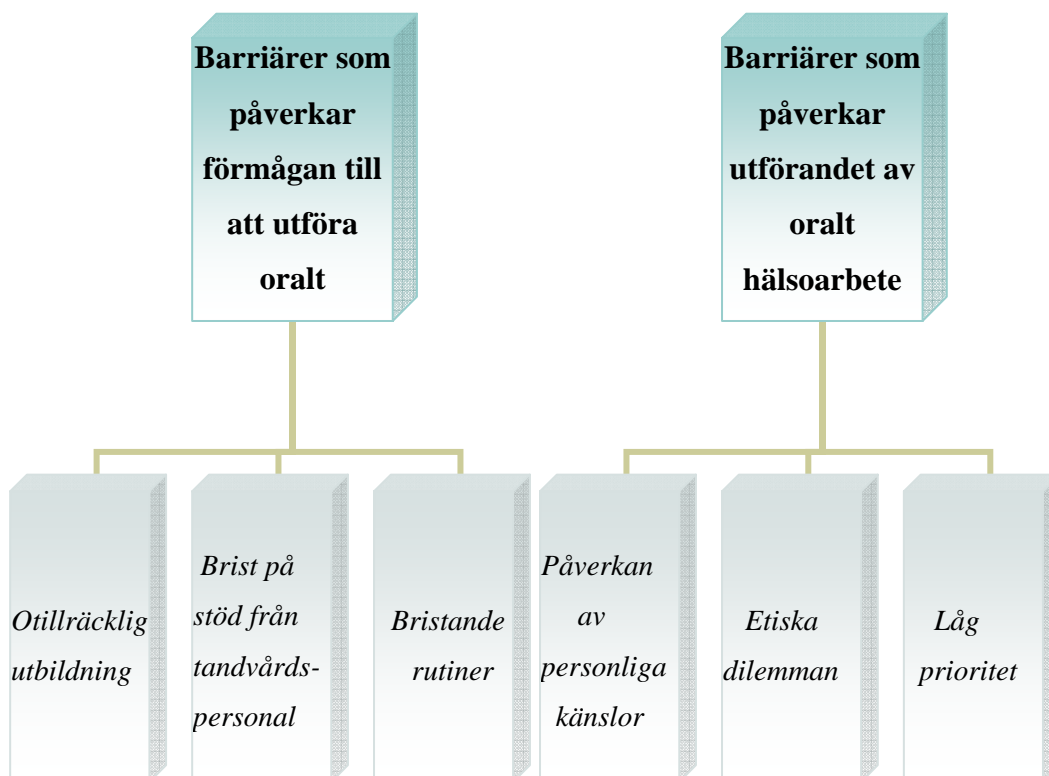 Barriärer som
påverkar
förmågan till
att utföra
oralt
Barriärer som
påverkar
utförandet av
oralt
hälsoarbete
Otillräcklig
utbildning
Brist på
stöd från
tandvårds-
personal
Bristande
rutiner
Påverkan
av
personliga
känslor
Etiska
dilemman
Låg
prioritet